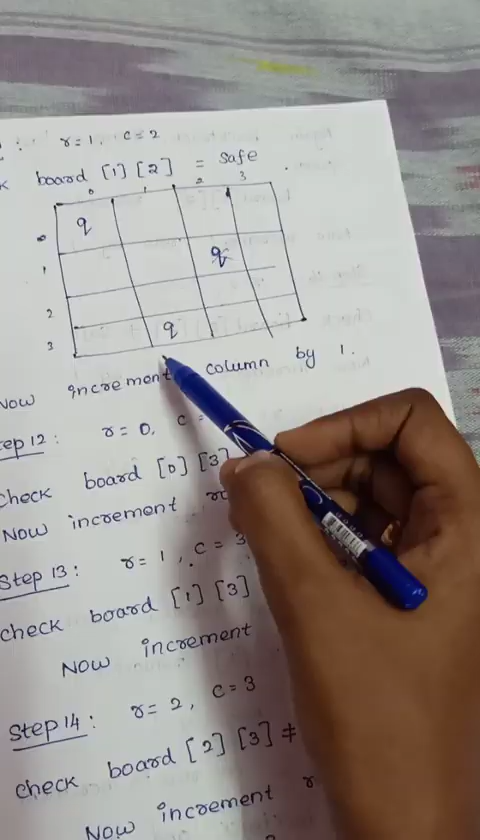 : r=1, c=2
board [1][2] = safe.
0 1 2 3
0 q
1 q
2
3 q
Now increment column by 1.
tep 12: r=0, c=
check board [0][3]
Now increment
Step 13: r=1, c=3
check board [1][3]
Now increment
Step 14: r=2, c=3
check board [2][3] ≠
Now increment r